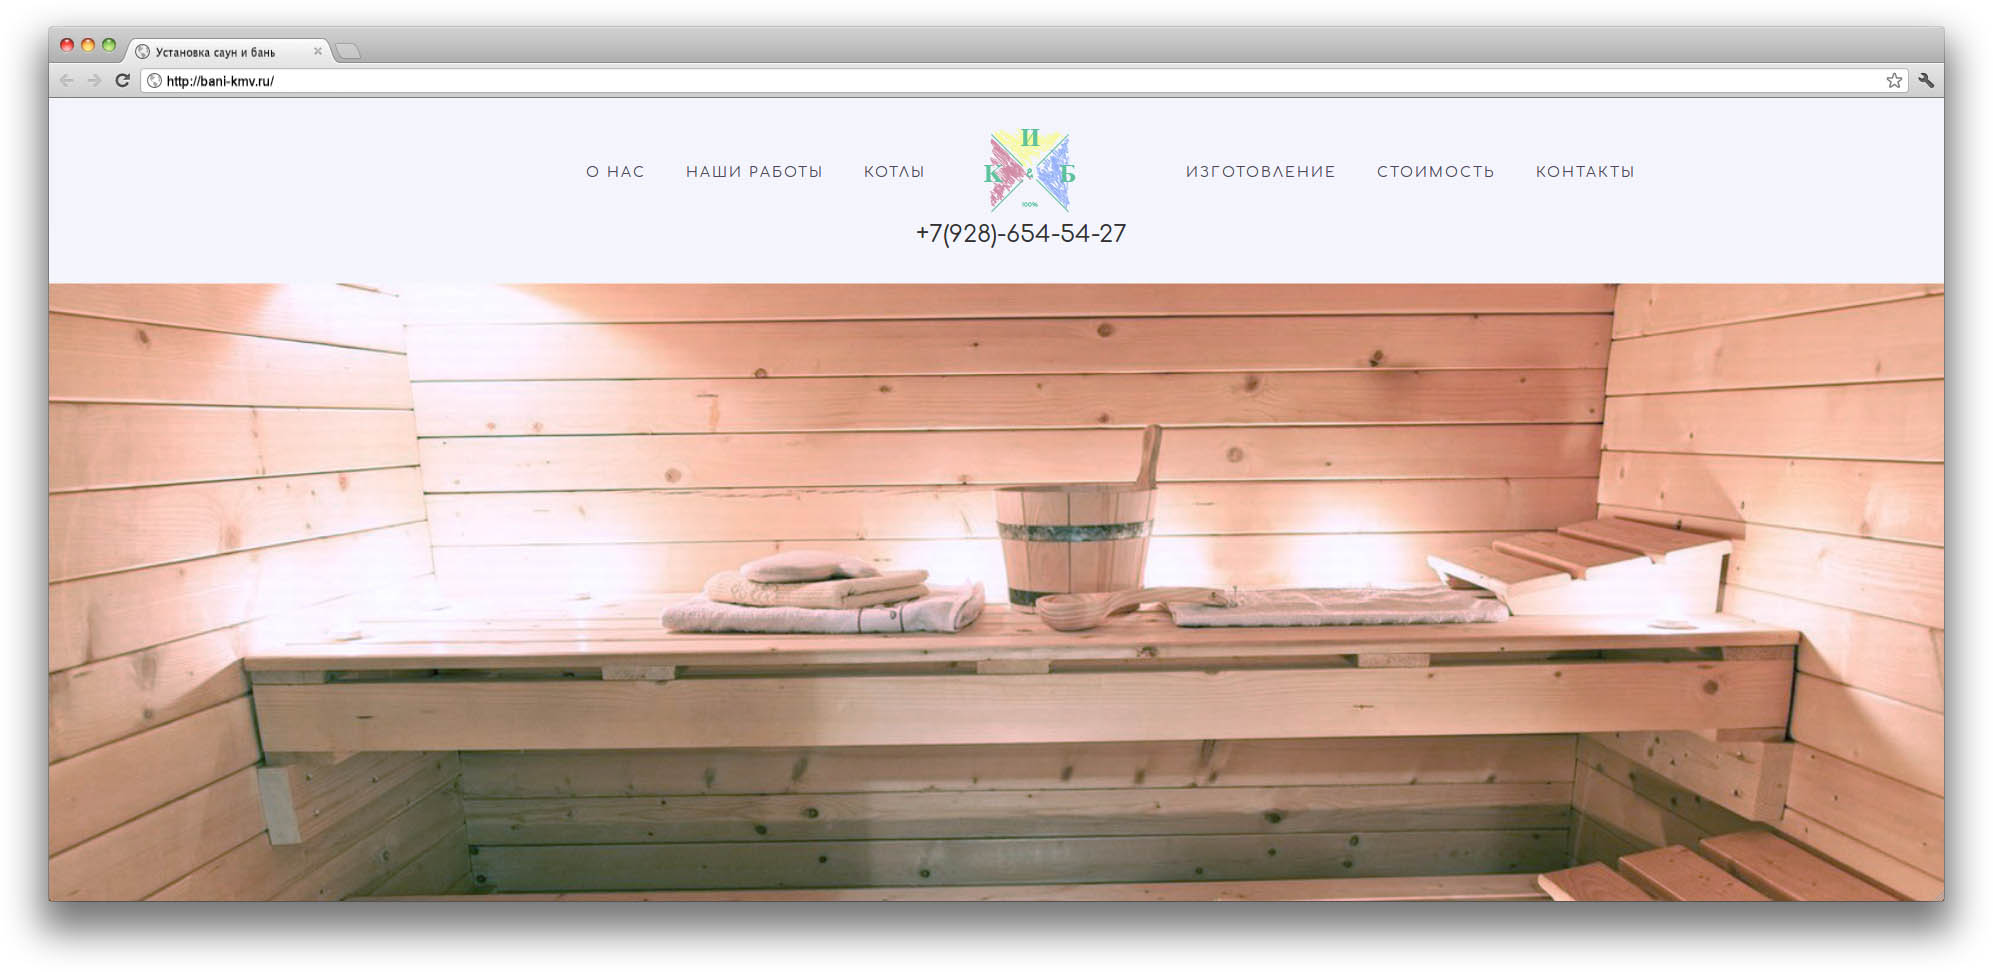 Установка саун и бань
http://bani-kmv.ru/
О НАС НАШИ РАБОТЫ КОТЛЫ
И
К & Б
100%
ИЗГОТОВЛЕНИЕ СТОИМОСТЬ КОНТАКТЫ
+7(928)-654-54-27